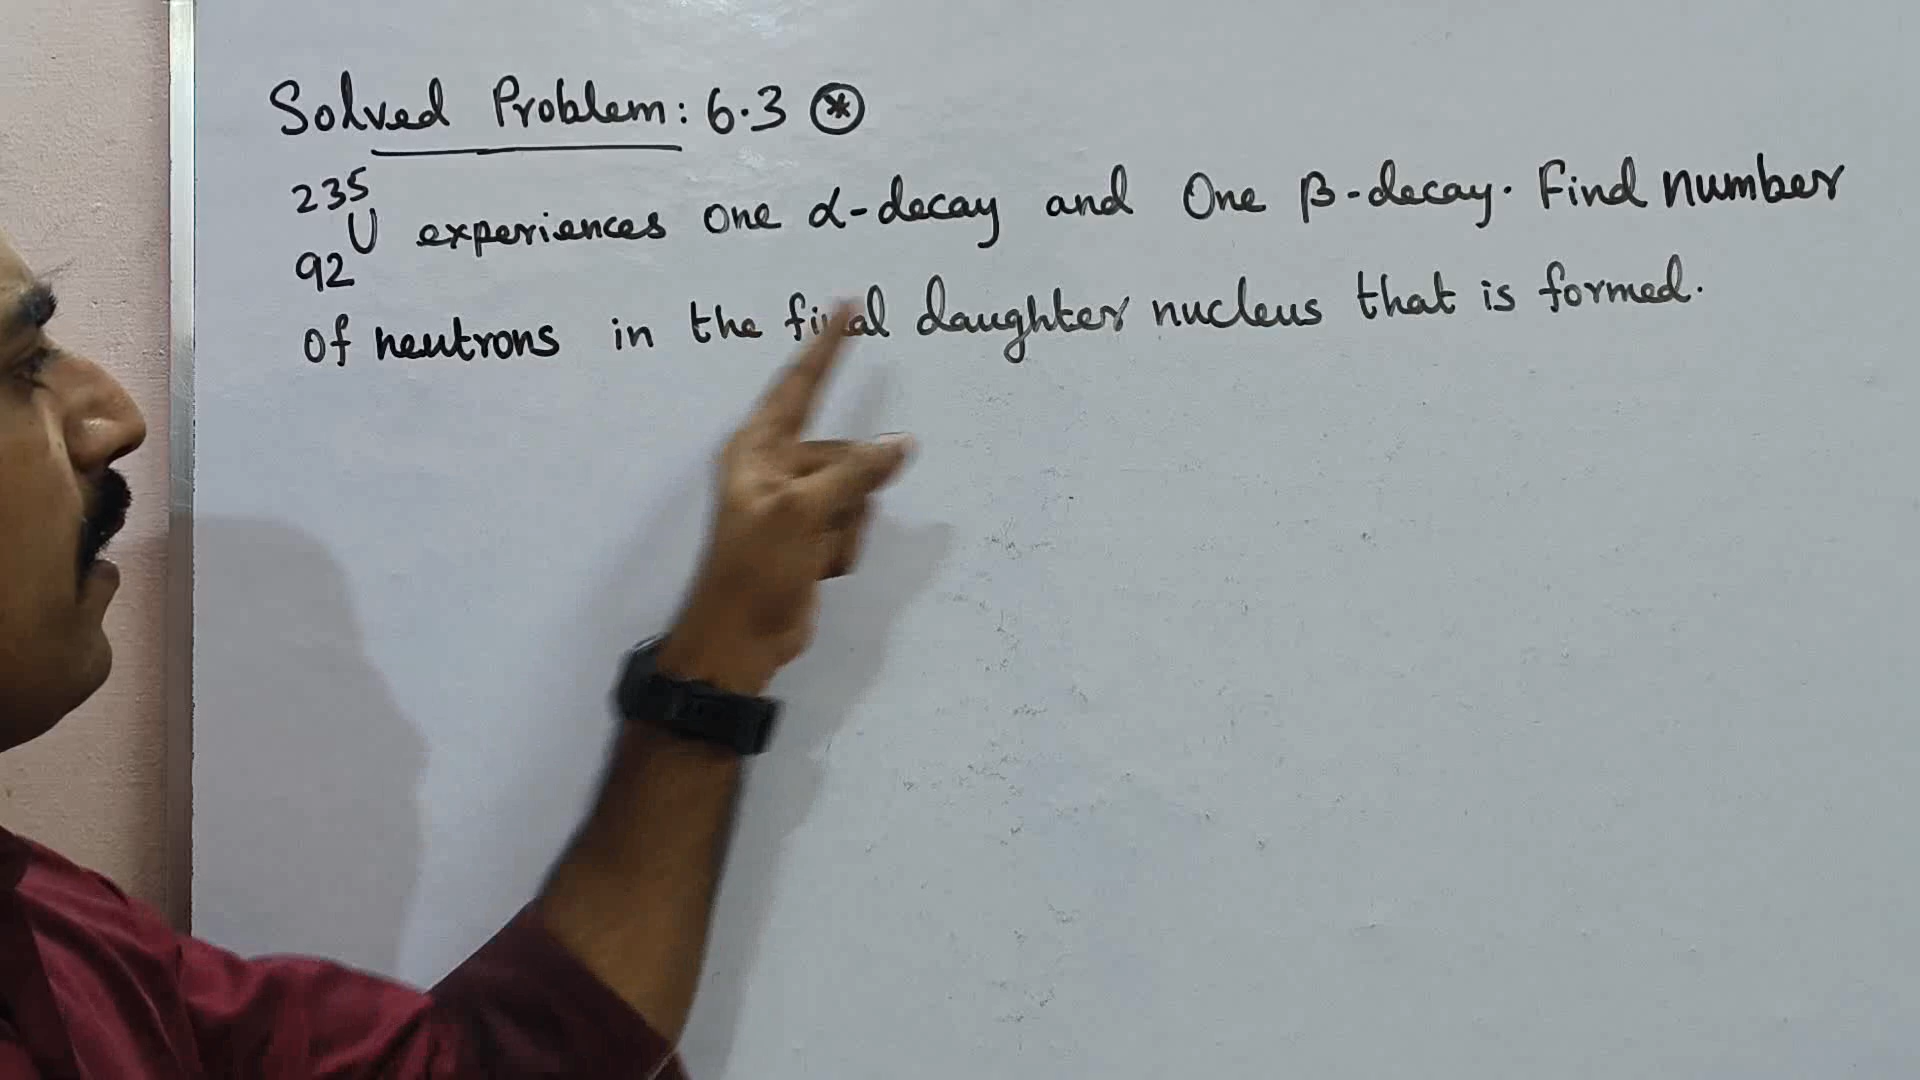 Solved Problem: 6.3 ⊛
235
92 U experiences one α-decay and One β-decay. Find number
of neutrons in the final daughter nucleus that is formed.